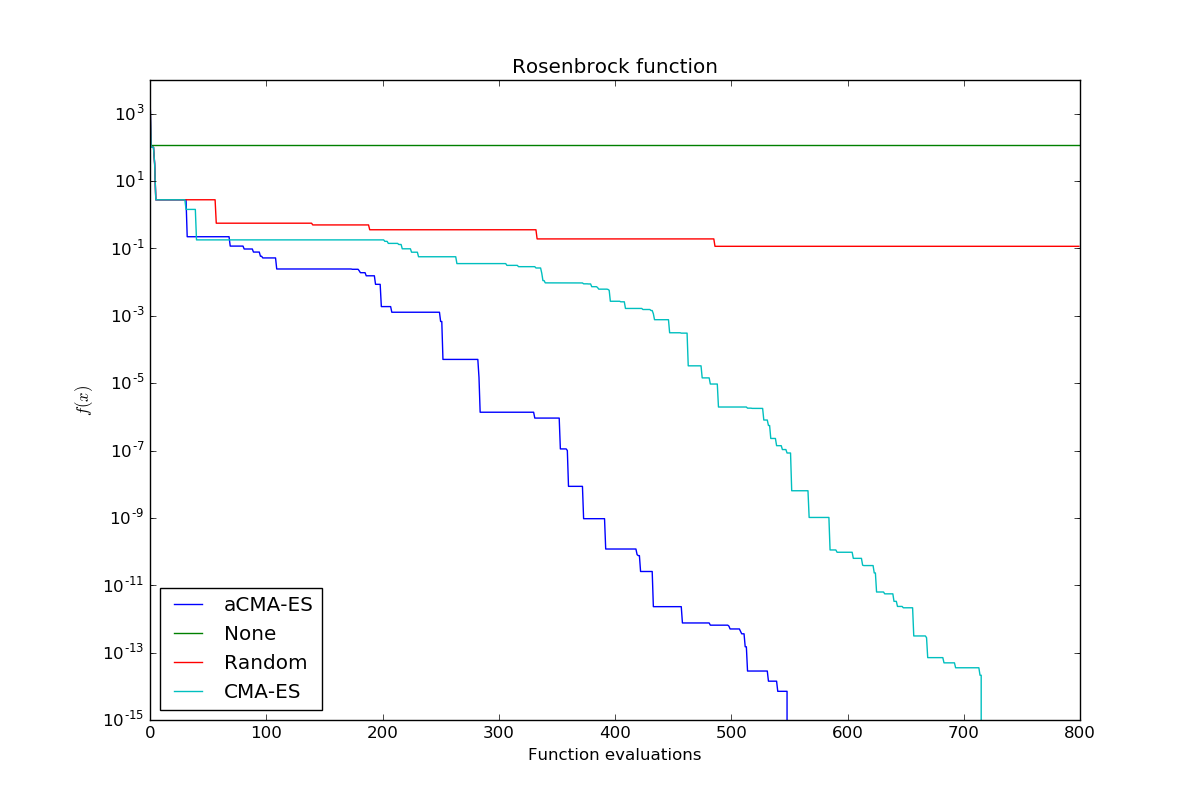 Rosenbrock function
10^3
10^1
10^-1
10^-3
10^-5
10^-7
10^-9
10^-11
10^-13
10^-15
f(x)
aCMA-ES
None
Random
CMA-ES
0 100 200 300 400 500 600 700 800
Function evaluations